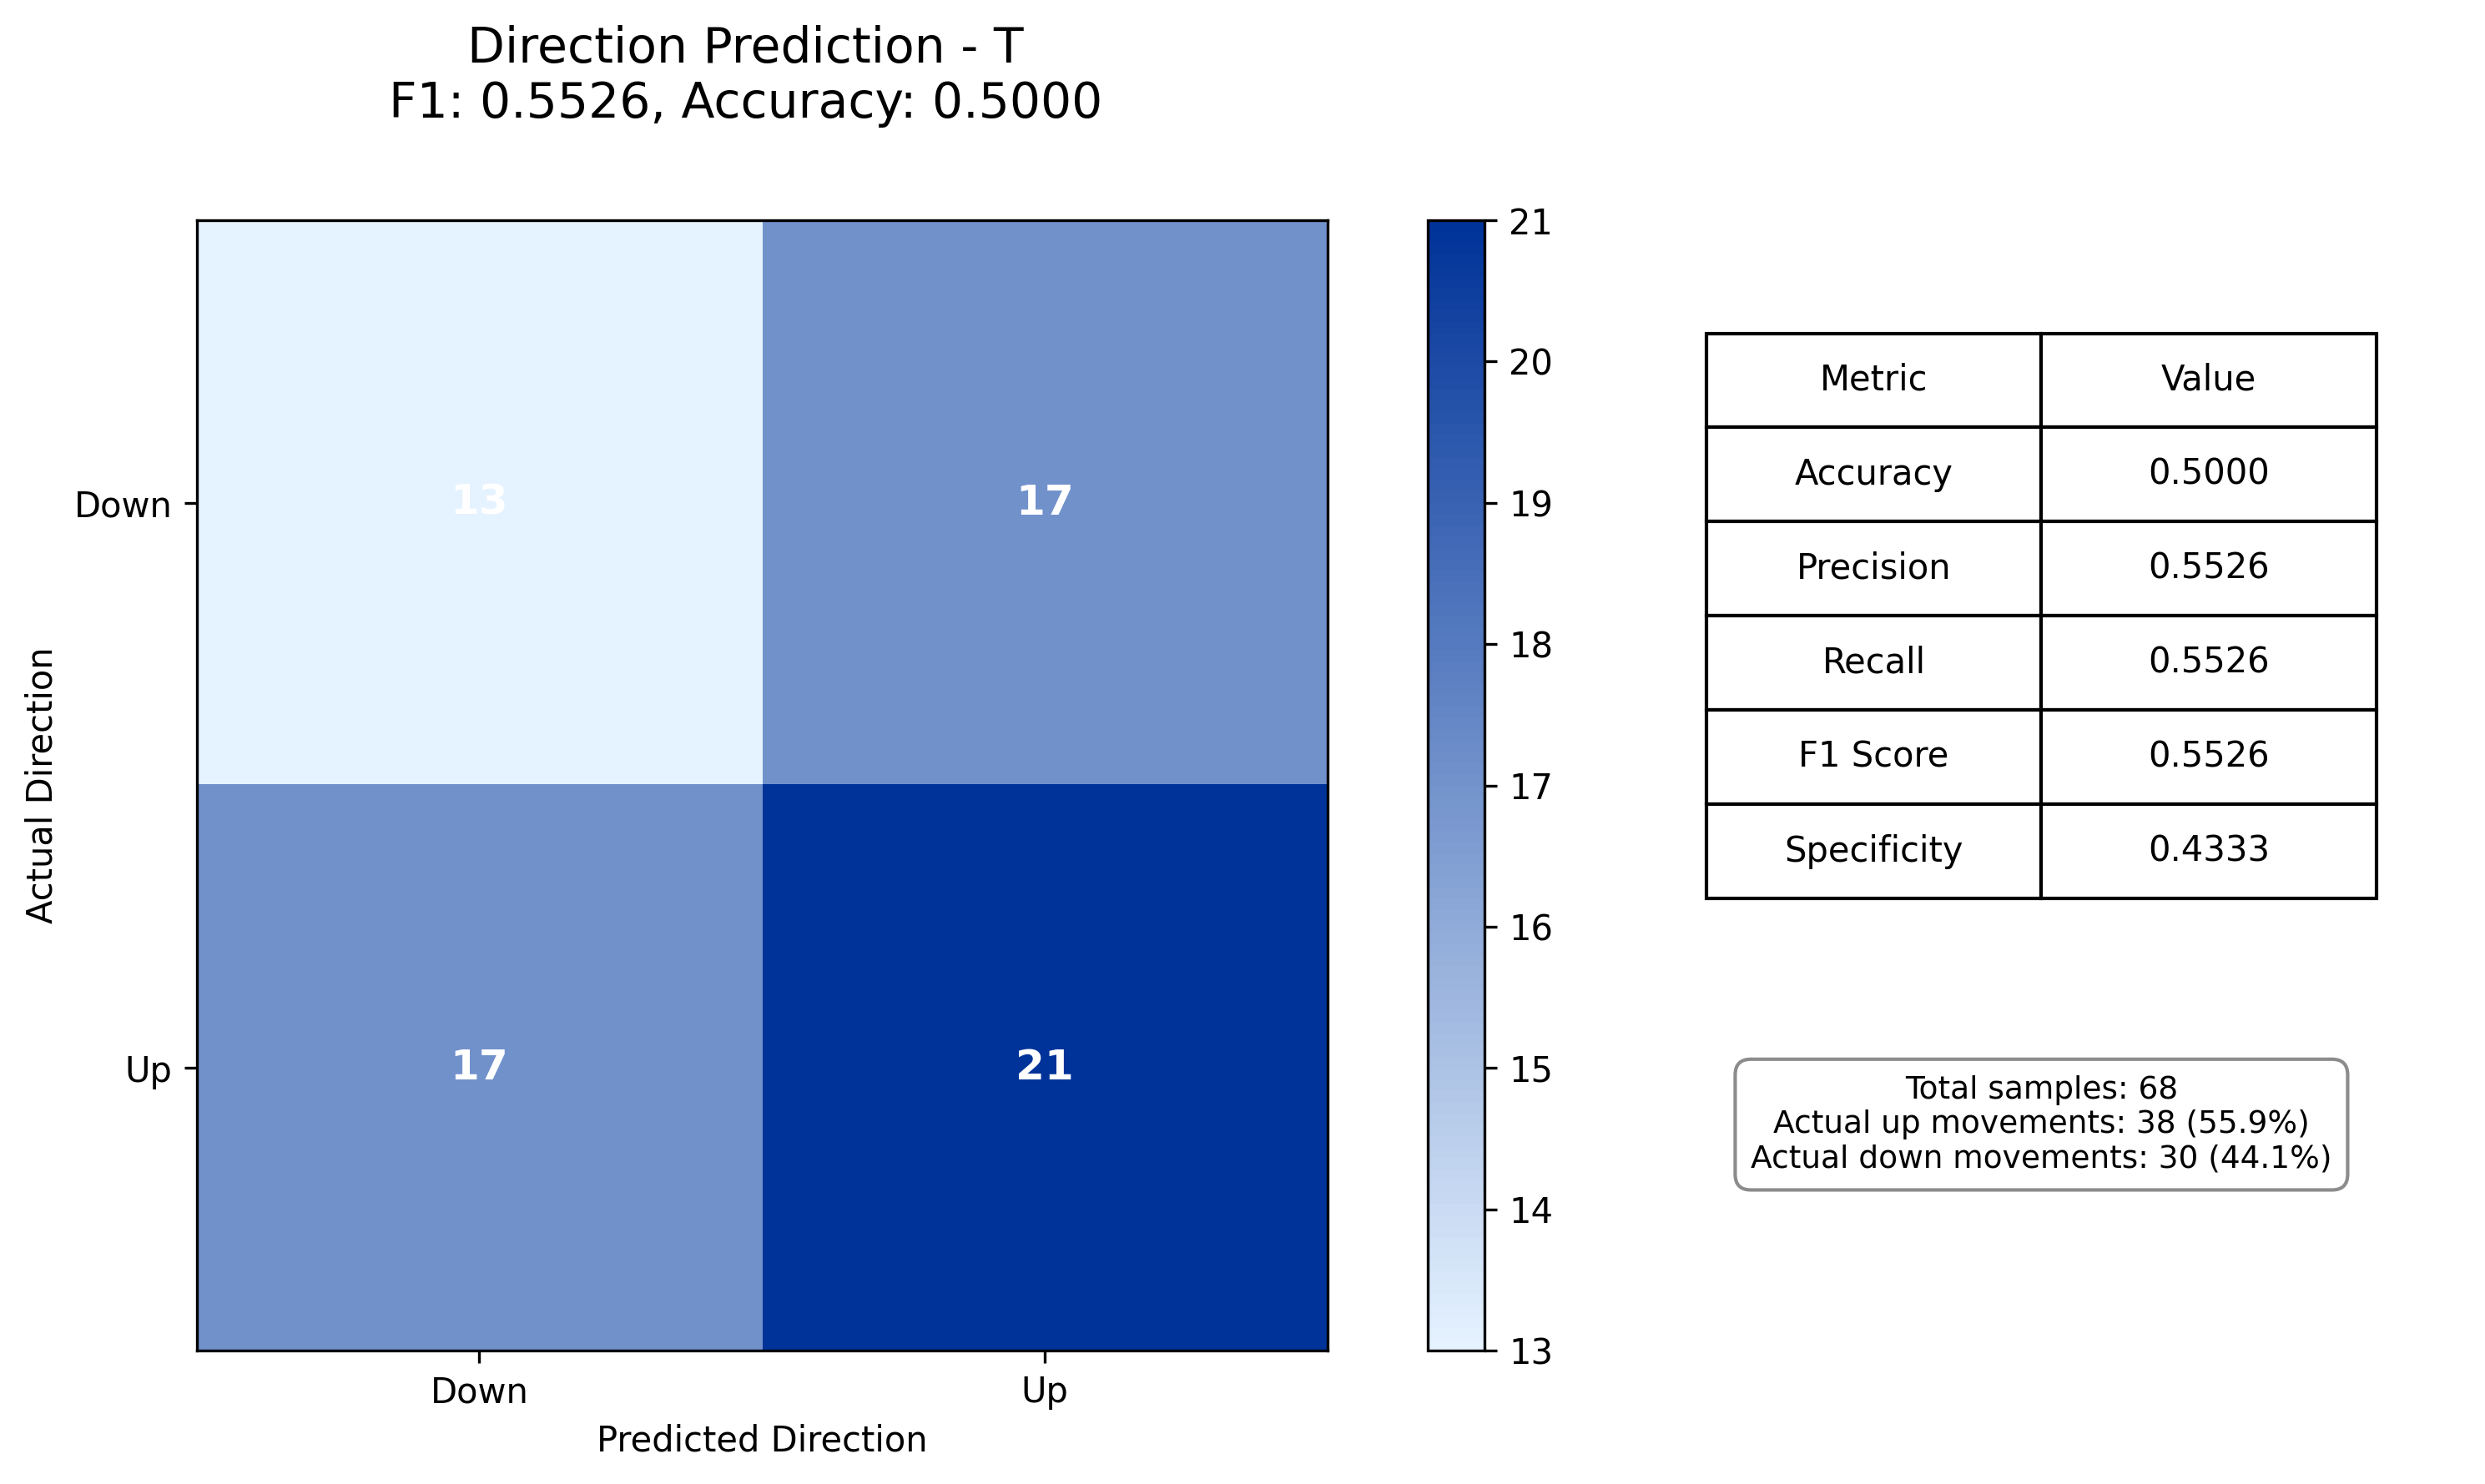 Direction Prediction - T
F1: 0.5526, Accuracy: 0.5000
Actual Direction
Down
Up
13
17
17
21
Down
Up
Predicted Direction
21
20
19
18
17
16
15
14
13
Metric Value
Accuracy 0.5000
Precision 0.5526
Recall 0.5526
F1 Score 0.5526
Specificity 0.4333
Total samples: 68
Actual up movements: 38 (55.9%)
Actual down movements: 30 (44.1%)